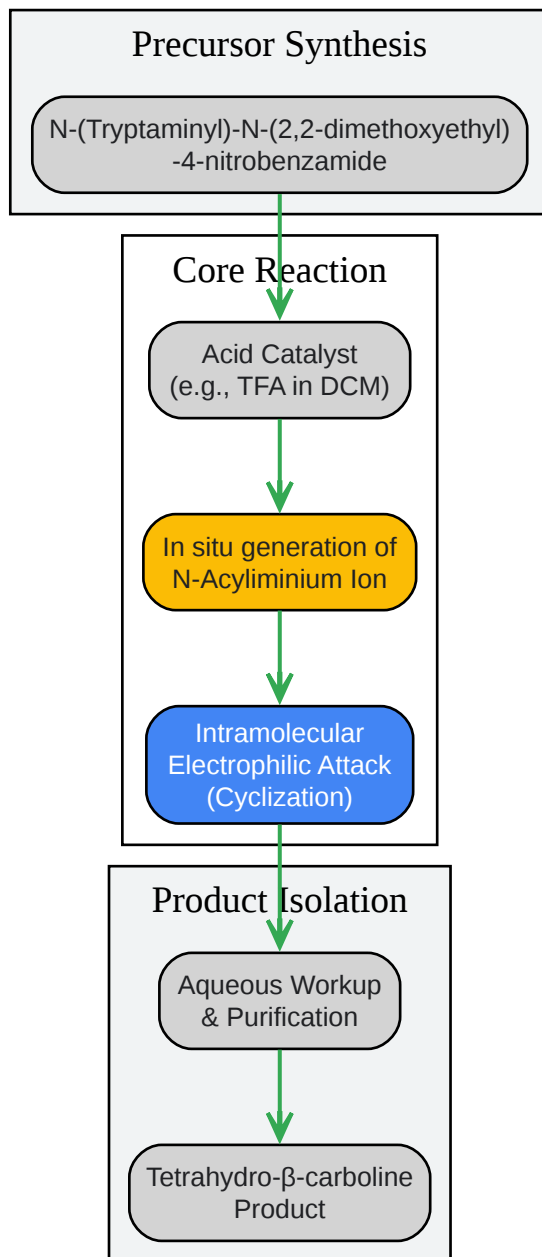 Precursor Synthesis
N-(Tryptaminyl)-N-(2,2-dimethoxyethyl)
-4-nitrobenzamide
Core Reaction
Acid Catalyst
(e.g., TFA in DCM)
In situ generation of
N-Acyliminium Ion
Intramolecular
Electrophilic Attack
(Cyclization)
Product Isolation
Aqueous Workup
& Purification
Tetrahydro-β-carboline
Product